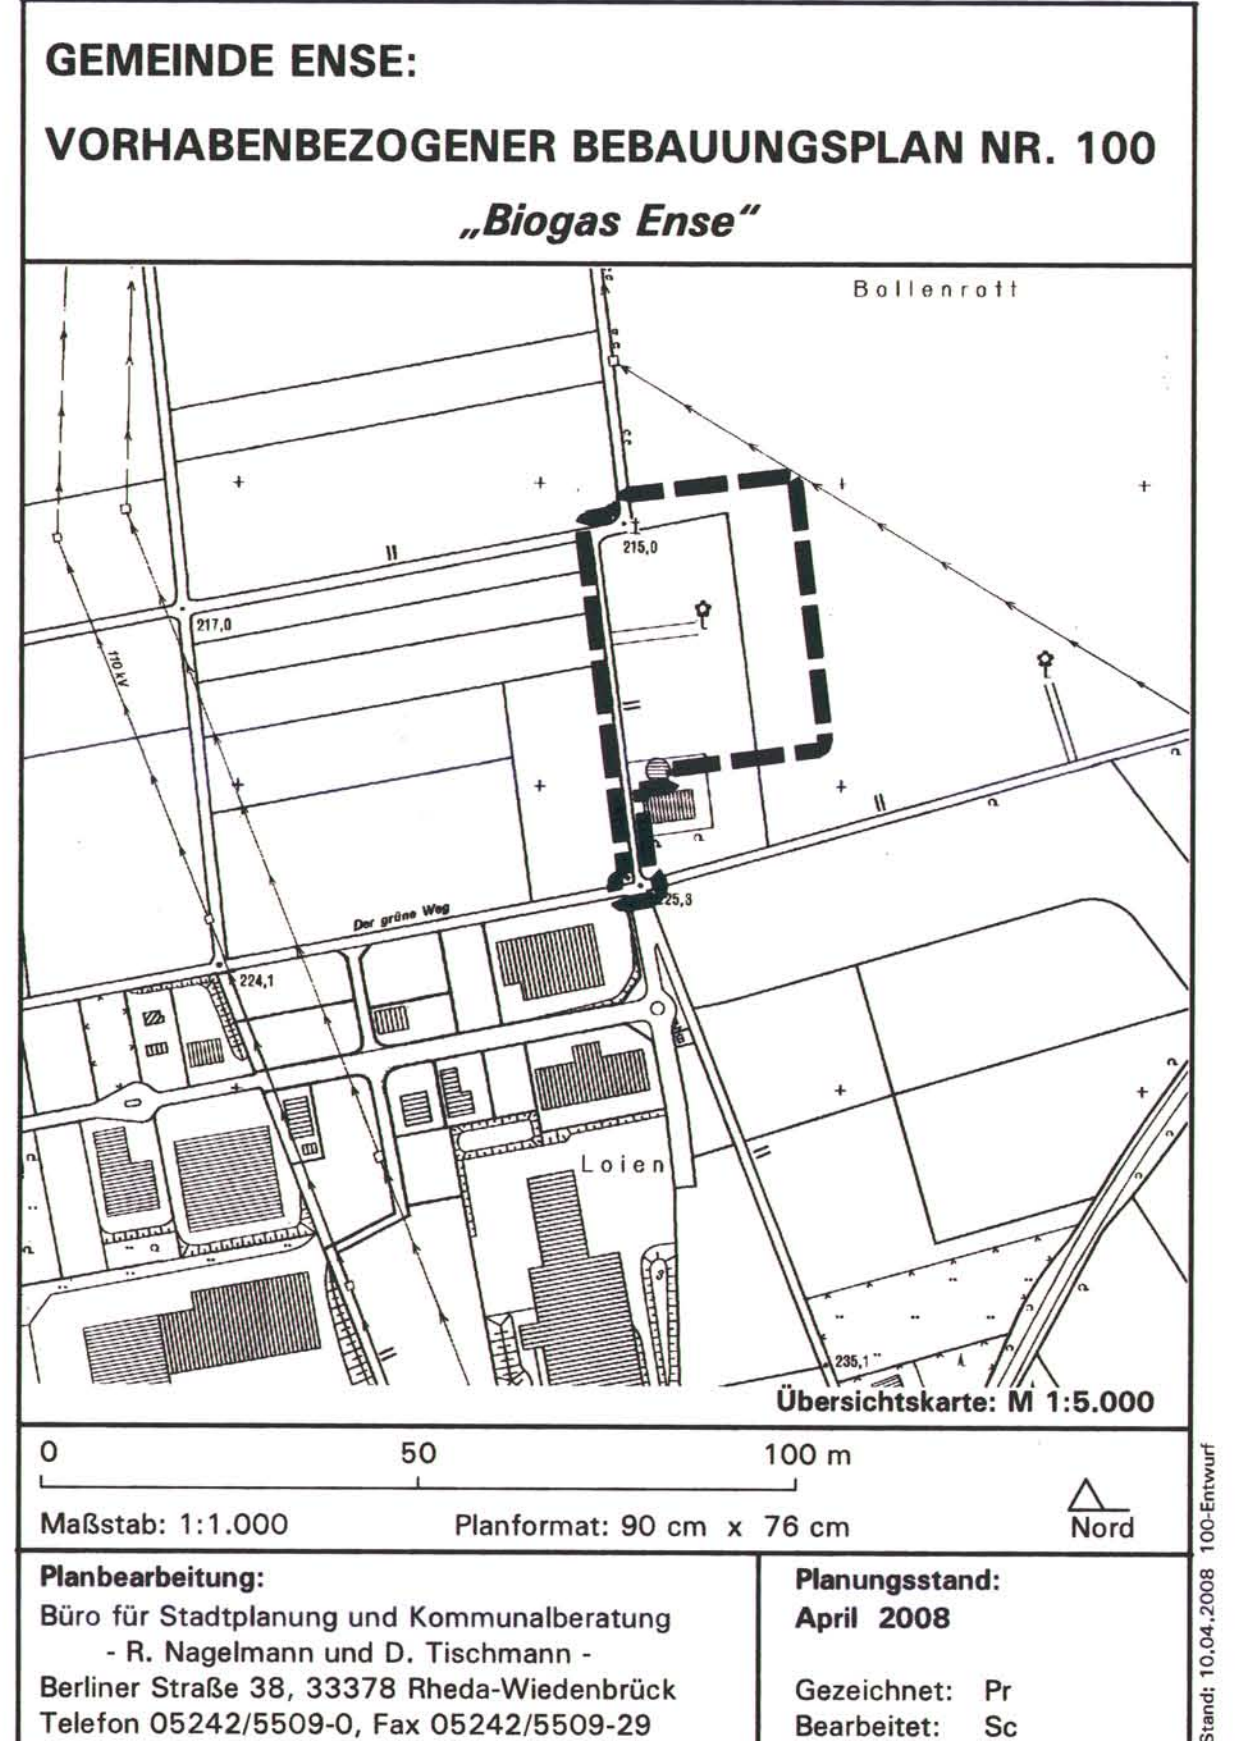 GEMEINDE ENSE:
VORHABENBEZOGENER BEBAUUNGSPLAN NR. 100
„Biogas Ense“
Bollenrott
215,0
217,0
110 kV
25,3
Der grüne Weg
224,1
Loien
235,1
Übersichtskarte: M 1:5.000
0 50 100 m
Maßstab: 1:1.000 Planformat: 90 cm x 76 cm
Nord
Planbearbeitung:
Büro für Stadtplanung und Kommunalberatung
- R. Nagelmann und D. Tischmann -
Berliner Straße 38, 33378 Rheda-Wiedenbrück
Telefon 05242/5509-0, Fax 05242/5509-29
Planungsstand:
April 2008
Gezeichnet: Pr
Bearbeitet: Sc
Stand: 10.04.2008 100-Entwurf